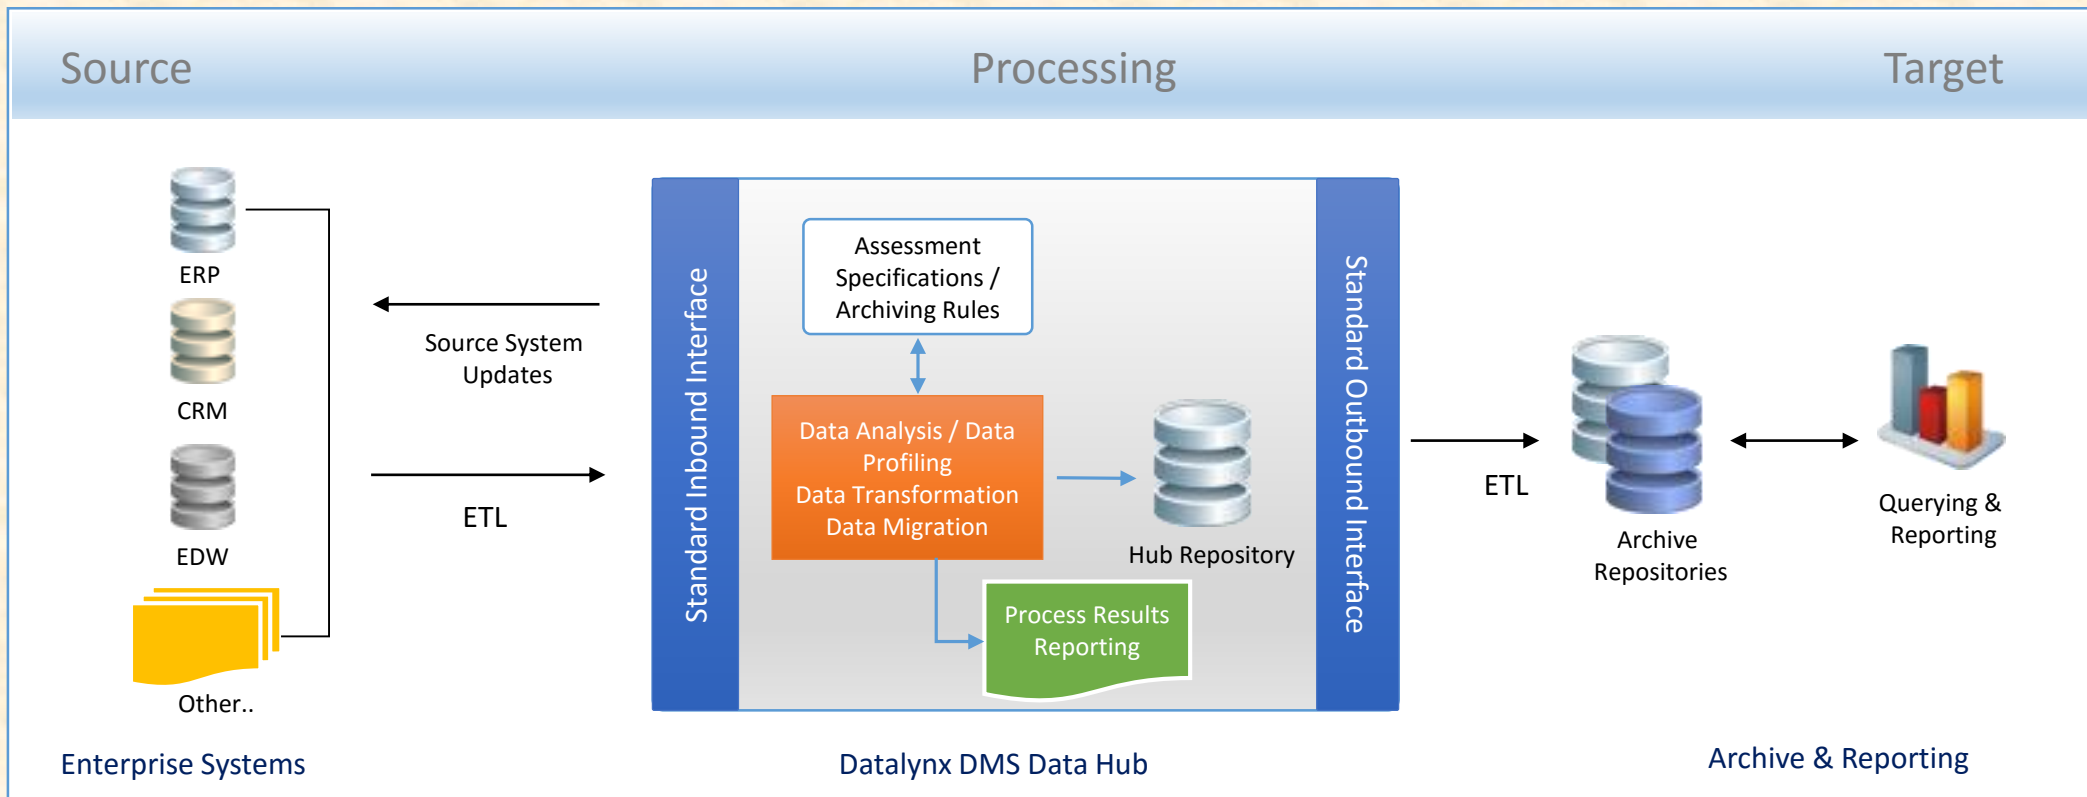 Source
Processing
Target
ERP
CRM
EDW
Other..
Source System
Updates
ETL
Standard Inbound Interface
Assessment
Specifications /
Archiving Rules
Data Analysis / Data
Profiling
Data Transformation
Data Migration
Hub Repository
Process Results
Reporting
Standard Outbound Interface
ETL
Archive
Repositories
Querying &
Reporting
Enterprise Systems
Datalynx DMS Data Hub
Archive & Reporting